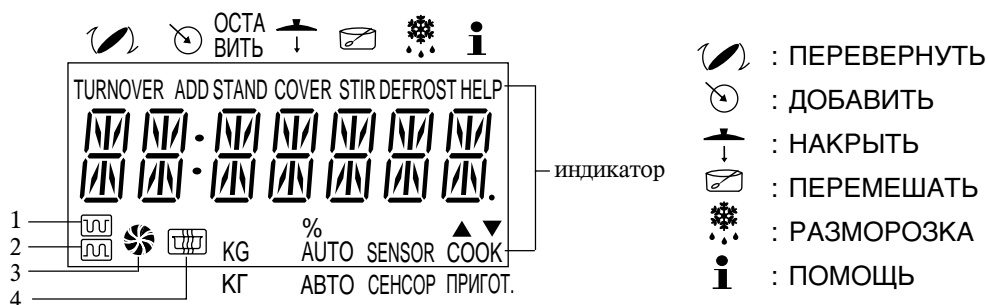 ОСТА
ВИТЬ
TURNOVER ADD STAND COVER STIR DEFROST HELP
индикатор
1
2
3
4
%
KG AUTO SENSOR COOK
КГ АВТО СЕНСОР ПРИГОТ.
: ПЕРЕВЕРНУТЬ
: ДОБАВИТЬ
: НАКРЫТЬ
: ПЕРЕМЕШАТЬ
: РАЗМОРОЗКА
: ПОМОЩЬ